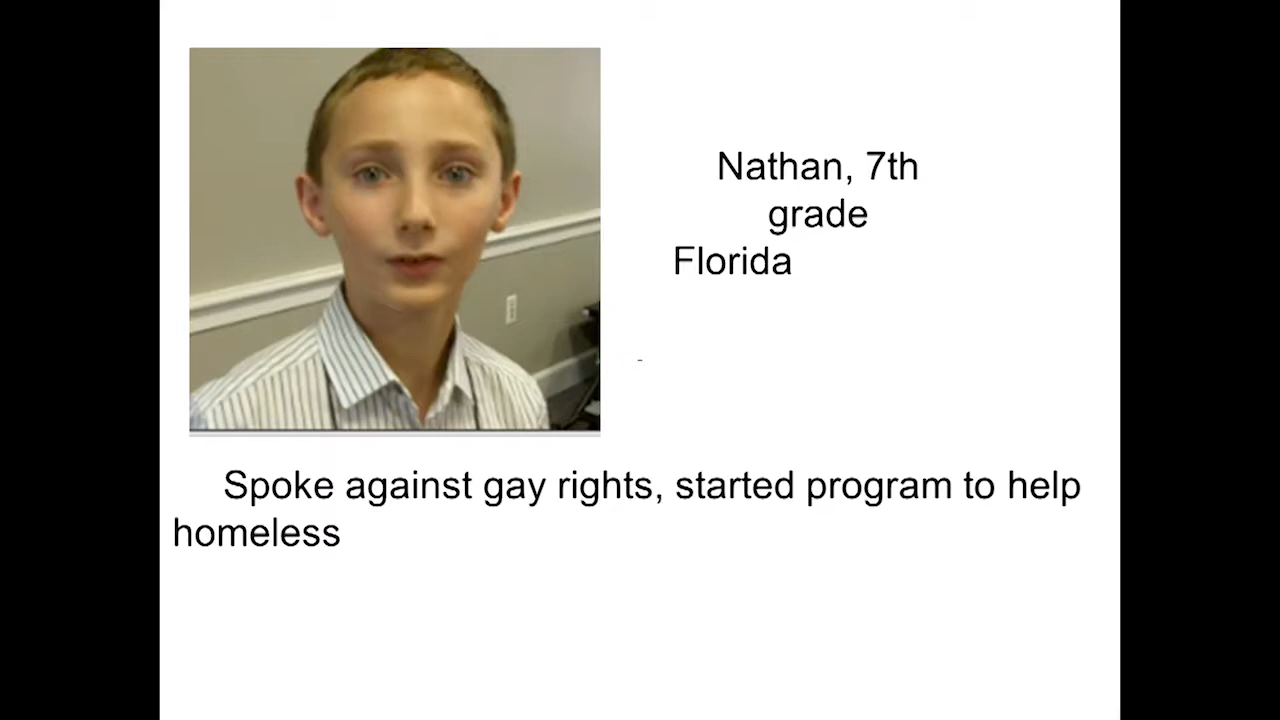 Nathan, 7th
grade
Florida
-
Spoke against gay rights, started program to help
homeless